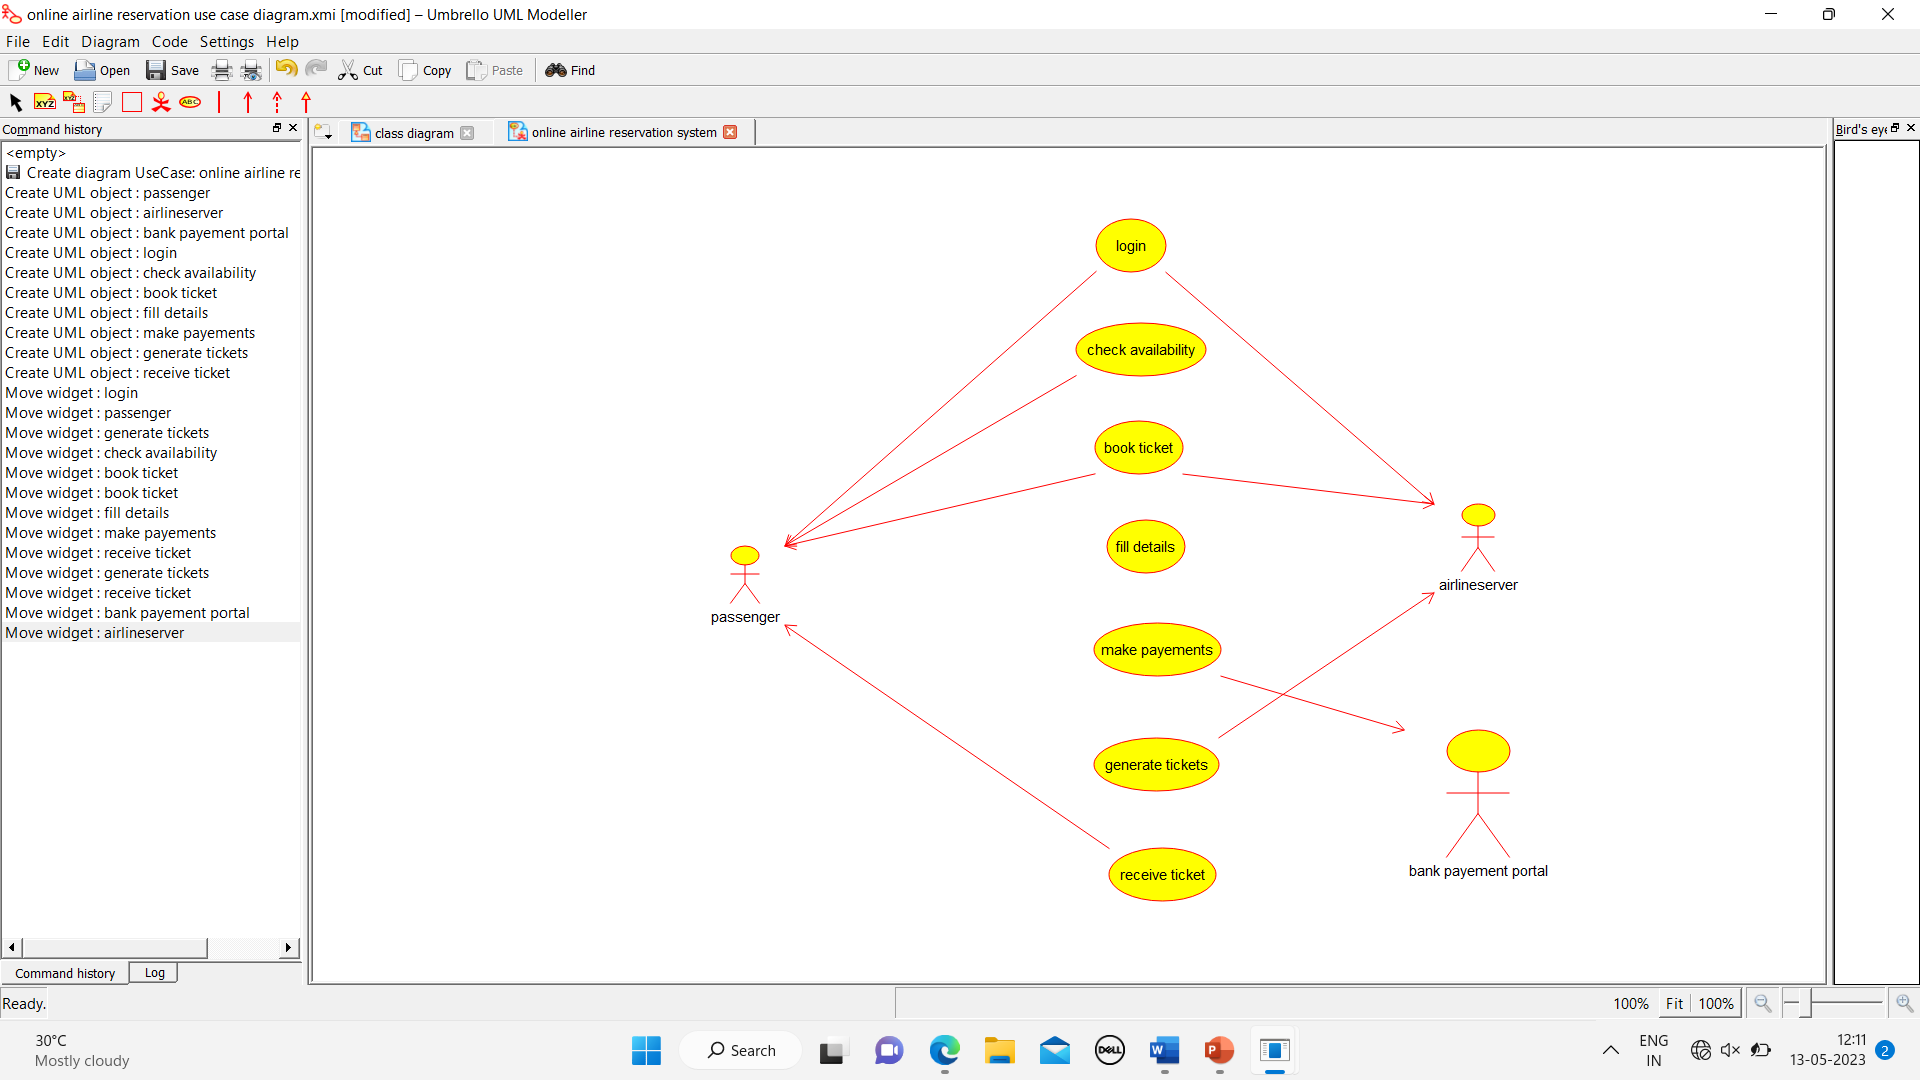 online airline reservation use case diagram.xmi [modified] – Umbrello UML Modeller
File Edit Diagram Code Settings Help
New Open Save Cut Copy Paste Find
XYZ XYZ ABC
Command history
class diagram
online airline reservation system
Bird's eye
<empty>
Create diagram UseCase: online airline re
Create UML object : passenger
Create UML object : airlineserver
Create UML object : bank payement portal
Create UML object : login
Create UML object : check availability
Create UML object : book ticket
Create UML object : fill details
Create UML object : make payements
Create UML object : generate tickets
Create UML object : receive ticket
Move widget : login
Move widget : passenger
Move widget : generate tickets
Move widget : check availability
Move widget : book ticket
Move widget : book ticket
Move widget : fill details
Move widget : make payements
Move widget : receive ticket
Move widget : generate tickets
Move widget : receive ticket
Move widget : bank payement portal
Move widget : airlineserver
login
check availability
book ticket
fill details
make payements
generate tickets
receive ticket
passenger
airlineserver
bank payement portal
Command history Log
Ready.
100% Fit 100%
30°C
Mostly cloudy
Search
DELL
W
P
ENG
IN
12:11
13-05-2023
2